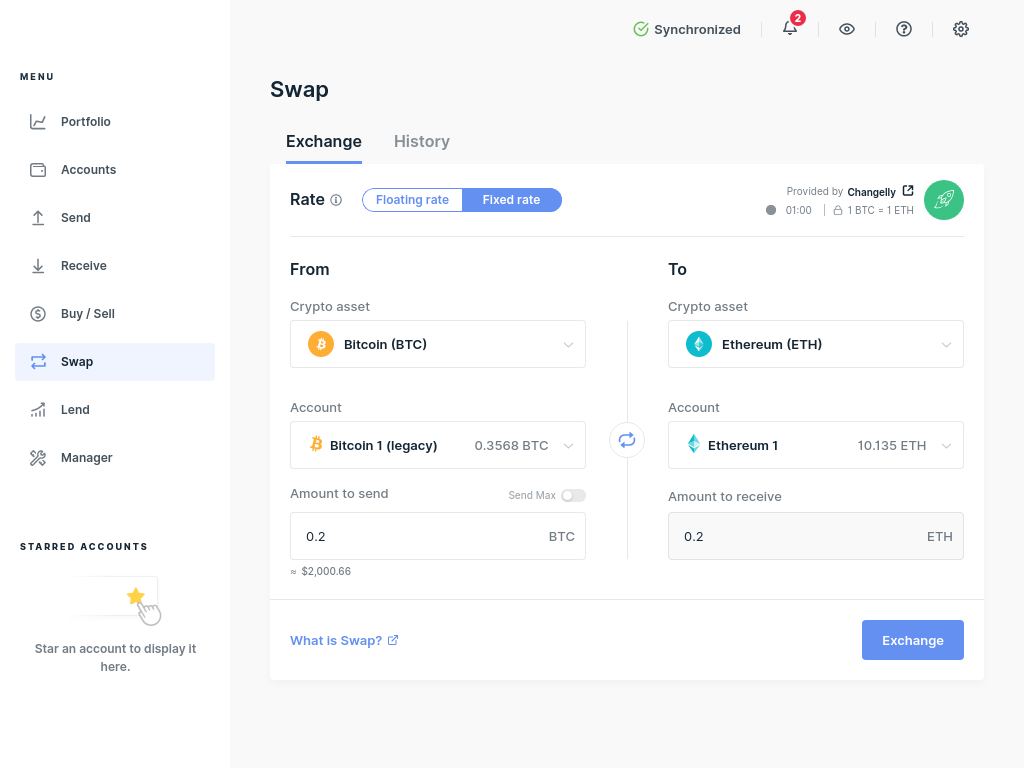 Synchronized
2
MENU
Portfolio
Accounts
Send
Receive
Buy / Sell
Swap
Lend
Manager
STARRED ACCOUNTS
Star an account to display it
here.
Swap
Exchange History
Rate Floating rate Fixed rate
Provided by Changelly
01:00 1 BTC = 1 ETH
From
Crypto asset
Bitcoin (BTC)
Account
Bitcoin 1 (legacy) 0.3568 BTC
Amount to send Send Max
0.2 BTC
≈ $2,000.66
To
Crypto asset
Ethereum (ETH)
Account
Ethereum 1 10.135 ETH
Amount to receive
0.2 ETH
What is Swap?
Exchange